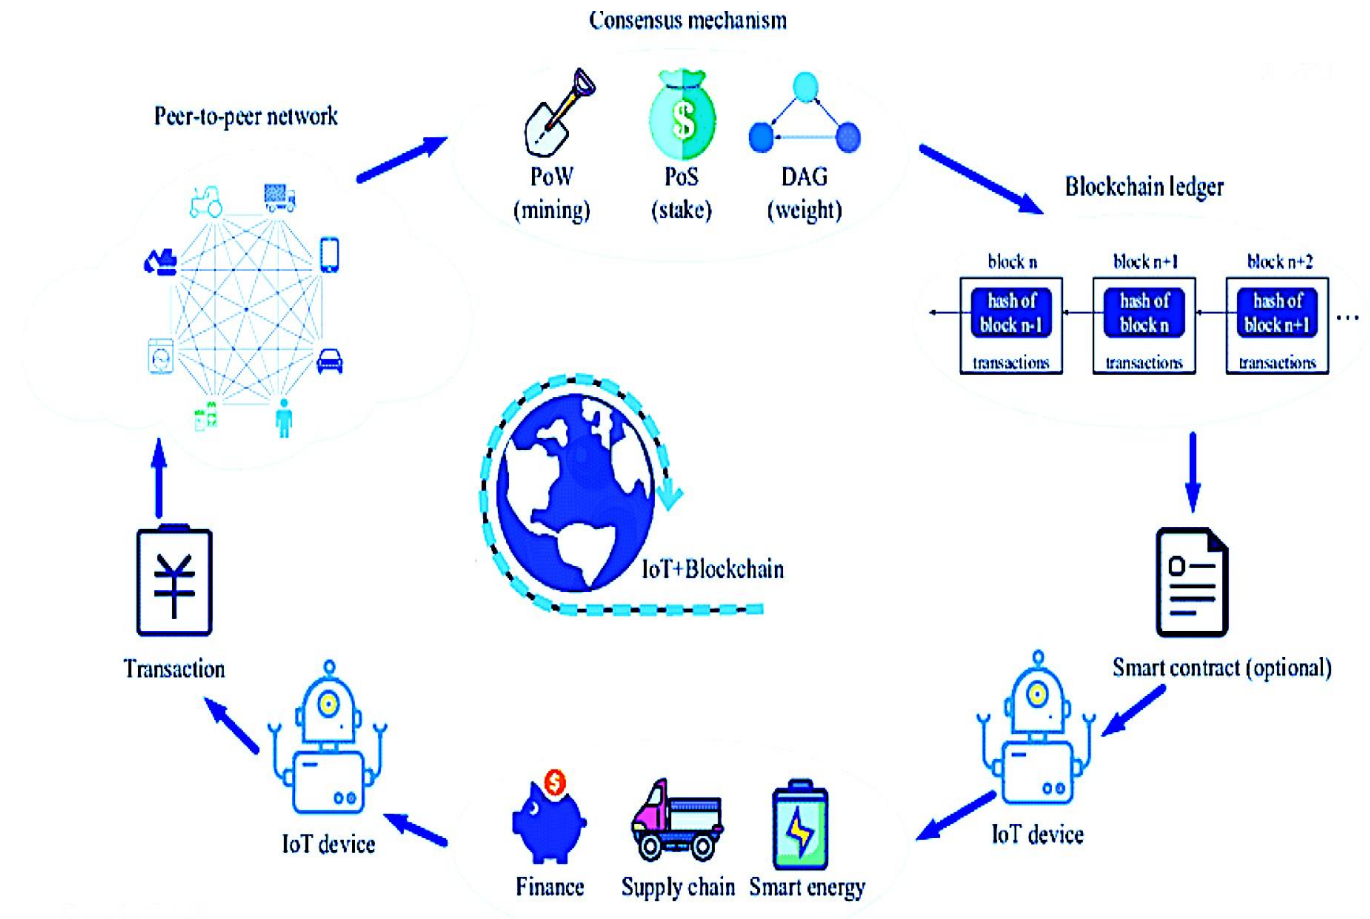 Consensus mechanism
Peer-to-peer network
PoW
(mining)
PoS
(stake)
DAG
(weight)
Blockchain ledger
block n
block n+1
block n+2
hash of
block n-1
hash of
block n
hash of
block n+1
...
transactions
transactions
transactions
IoT+Blockchain
Transaction
Smart contract (optional)
IoT device
IoT device
Finance
Supply chain
Smart energy
$
$
¥